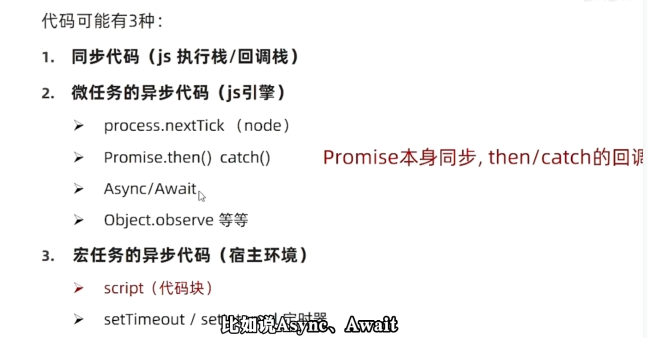 代码可能有3种：
1. 同步代码（js 执行栈/回调�）
2. 微任务的异步代码（js引擎）
➢ process.nextTick （node）
➢ Promise.then() catch() Promise本身同步, then/catch的回调
➢ Async/Await
➢ Object.observe 等等
3. 宏任务的异步代码（宿主环境）
➢ script（代码块）
➢ setTimeout / 定时器
比如说Async、Await